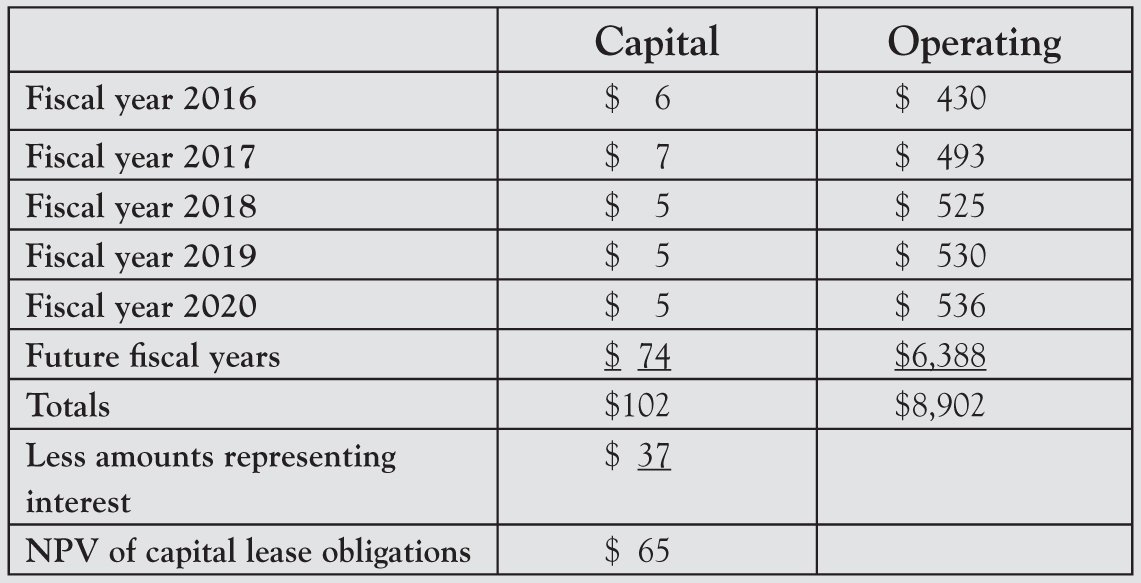 Capital Operating
Fiscal year 2016 $ 6 $ 430
Fiscal year 2017 $ 7 $ 493
Fiscal year 2018 $ 5 $ 525
Fiscal year 2019 $ 5 $ 530
Fiscal year 2020 $ 5 $ 536
Future fiscal years $ 74 $6,388
Totals $102 $8,902
Less amounts representing $ 37
interest
NPV of capital lease obligations $ 65